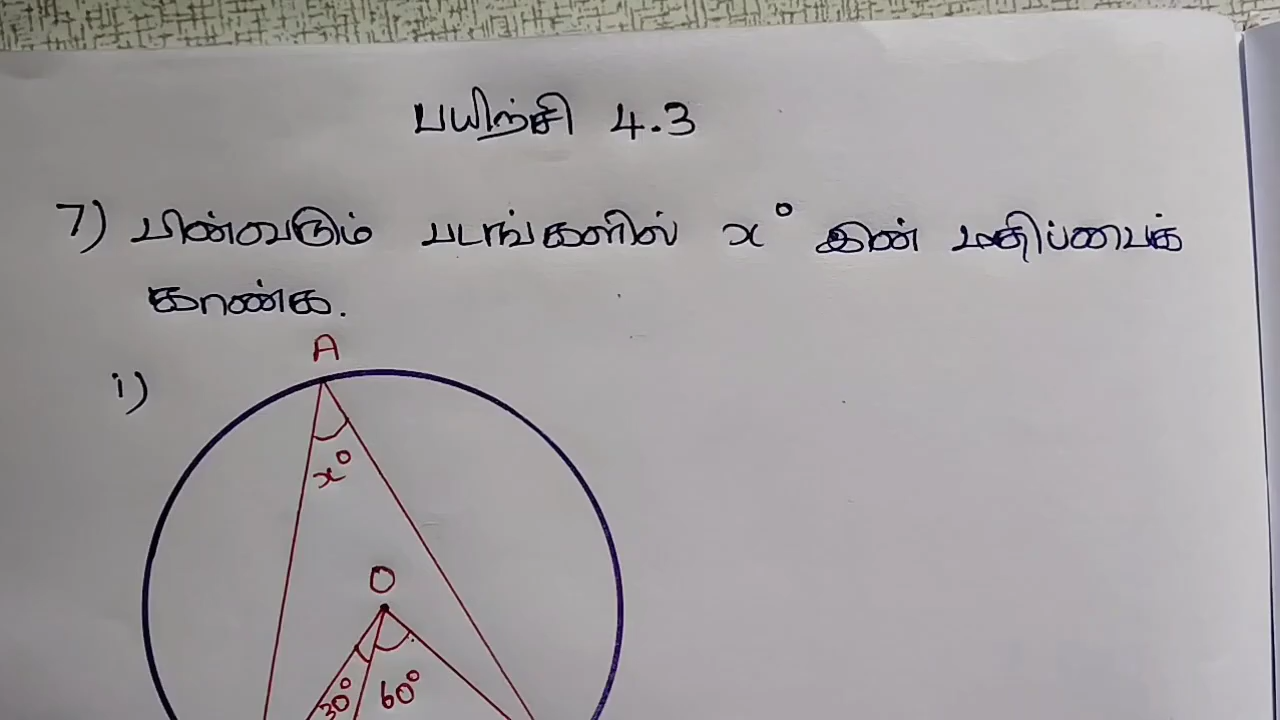 பயிற்சி 4.3
7) பின்வரும் படங்களில் x° இன் மதிப்பைக்
காண்க.
A
i)
x°
O
30° 60°